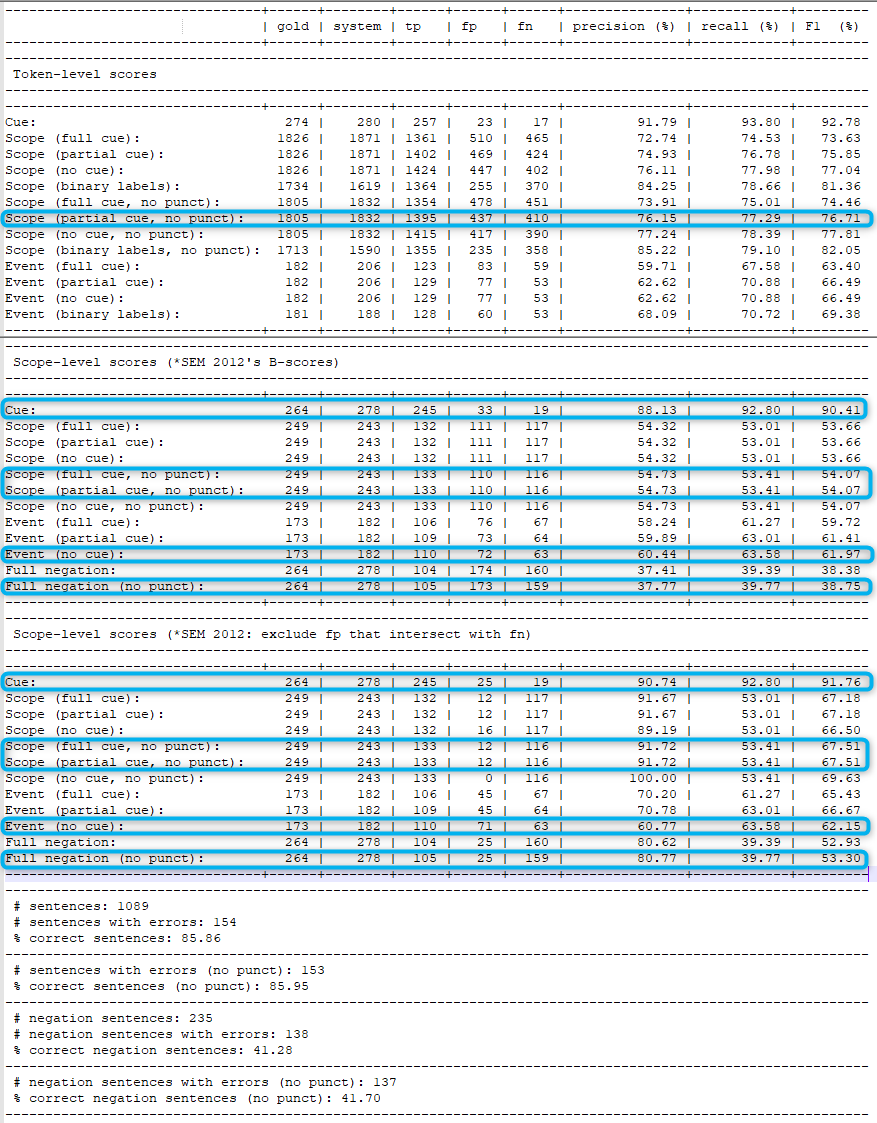 | gold | system | tp | fp | fn | precision (%) | recall (%) | F1 (%)
Token-level scores
Cue: 274 | 280 | 257 | 23 | 17 | 91.79 | 93.80 | 92.78
Scope (full cue): 1826 | 1871 | 1361 | 510 | 465 | 72.74 | 74.53 | 73.63
Scope (partial cue): 1826 | 1871 | 1402 | 469 | 424 | 74.93 | 76.78 | 75.85
Scope (no cue): 1826 | 1871 | 1424 | 447 | 402 | 76.11 | 77.98 | 77.04
Scope (binary labels): 1734 | 1619 | 1364 | 255 | 370 | 84.25 | 78.66 | 81.36
Scope (full cue, no punct): 1805 | 1832 | 1354 | 478 | 451 | 73.91 | 75.01 | 74.46
Scope (partial cue, no punct): 1805 | 1832 | 1395 | 437 | 410 | 76.15 | 77.29 | 76.71
Scope (no cue, no punct): 1805 | 1832 | 1415 | 417 | 390 | 77.24 | 78.39 | 77.81
Scope (binary labels, no punct): 1713 | 1590 | 1355 | 235 | 358 | 85.22 | 79.10 | 82.05
Event (full cue): 182 | 206 | 123 | 83 | 59 | 59.71 | 67.58 | 63.40
Event (partial cue): 182 | 206 | 129 | 77 | 53 | 62.62 | 70.88 | 66.49
Event (no cue): 182 | 206 | 129 | 77 | 53 | 62.62 | 70.88 | 66.49
Event (binary labels): 181 | 188 | 128 | 60 | 53 | 68.09 | 70.72 | 69.38
Scope-level scores (*SEM 2012's B-scores)
Cue: 264 | 278 | 245 | 33 | 19 | 88.13 | 92.80 | 90.41
Scope (full cue): 249 | 243 | 132 | 111 | 117 | 54.32 | 53.01 | 53.66
Scope (partial cue): 249 | 243 | 132 | 111 | 117 | 54.32 | 53.01 | 53.66
Scope (no cue): 249 | 243 | 132 | 111 | 117 | 54.32 | 53.01 | 53.66
Scope (full cue, no punct): 249 | 243 | 133 | 110 | 116 | 54.73 | 53.41 | 54.07
Scope (partial cue, no punct): 249 | 243 | 133 | 110 | 116 | 54.73 | 53.41 | 54.07
Scope (no cue, no punct): 249 | 243 | 133 | 110 | 116 | 54.73 | 53.41 | 54.07
Event (full cue): 173 | 182 | 106 | 76 | 67 | 58.24 | 61.27 | 59.72
Event (partial cue): 173 | 182 | 109 | 73 | 64 | 59.89 | 63.01 | 61.41
Event (no cue): 173 | 182 | 110 | 72 | 63 | 60.44 | 63.58 | 61.97
Full negation: 264 | 278 | 104 | 174 | 160 | 37.41 | 39.39 | 38.38
Full negation (no punct): 264 | 278 | 105 | 173 | 159 | 37.77 | 39.77 | 38.75
Scope-level scores (*SEM 2012: exclude fp that intersect with fn)
Cue: 264 | 278 | 245 | 25 | 19 | 90.74 | 92.80 | 91.76
Scope (full cue): 249 | 243 | 132 | 12 | 117 | 91.67 | 53.01 | 67.18
Scope (partial cue): 249 | 243 | 132 | 12 | 117 | 91.67 | 53.01 | 67.18
Scope (no cue): 249 | 243 | 132 | 16 | 117 | 89.19 | 53.01 | 66.50
Scope (full cue, no punct): 249 | 243 | 133 | 12 | 116 | 91.72 | 53.41 | 67.51
Scope (partial cue, no punct): 249 | 243 | 133 | 12 | 116 | 91.72 | 53.41 | 67.51
Scope (no cue, no punct): 249 | 243 | 133 | 0 | 116 | 100.00 | 53.41 | 69.63
Event (full cue): 173 | 182 | 106 | 45 | 67 | 70.20 | 61.27 | 65.43
Event (partial cue): 173 | 182 | 109 | 45 | 64 | 70.78 | 63.01 | 66.67
Event (no cue): 173 | 182 | 110 | 71 | 63 | 60.77 | 63.58 | 62.15
Full negation: 264 | 278 | 104 | 25 | 160 | 80.62 | 39.39 | 52.93
Full negation (no punct): 264 | 278 | 105 | 25 | 159 | 80.77 | 39.77 | 53.30
# sentences: 1089
# sentences with errors: 154
% correct sentences: 85.86
# sentences with errors (no punct): 153
% correct sentences (no punct): 85.95
# negation sentences: 235
# negation sentences with errors: 138
% correct negation sentences: 41.28
# negation sentences with errors (no punct): 137
% correct negation sentences (no punct): 41.70